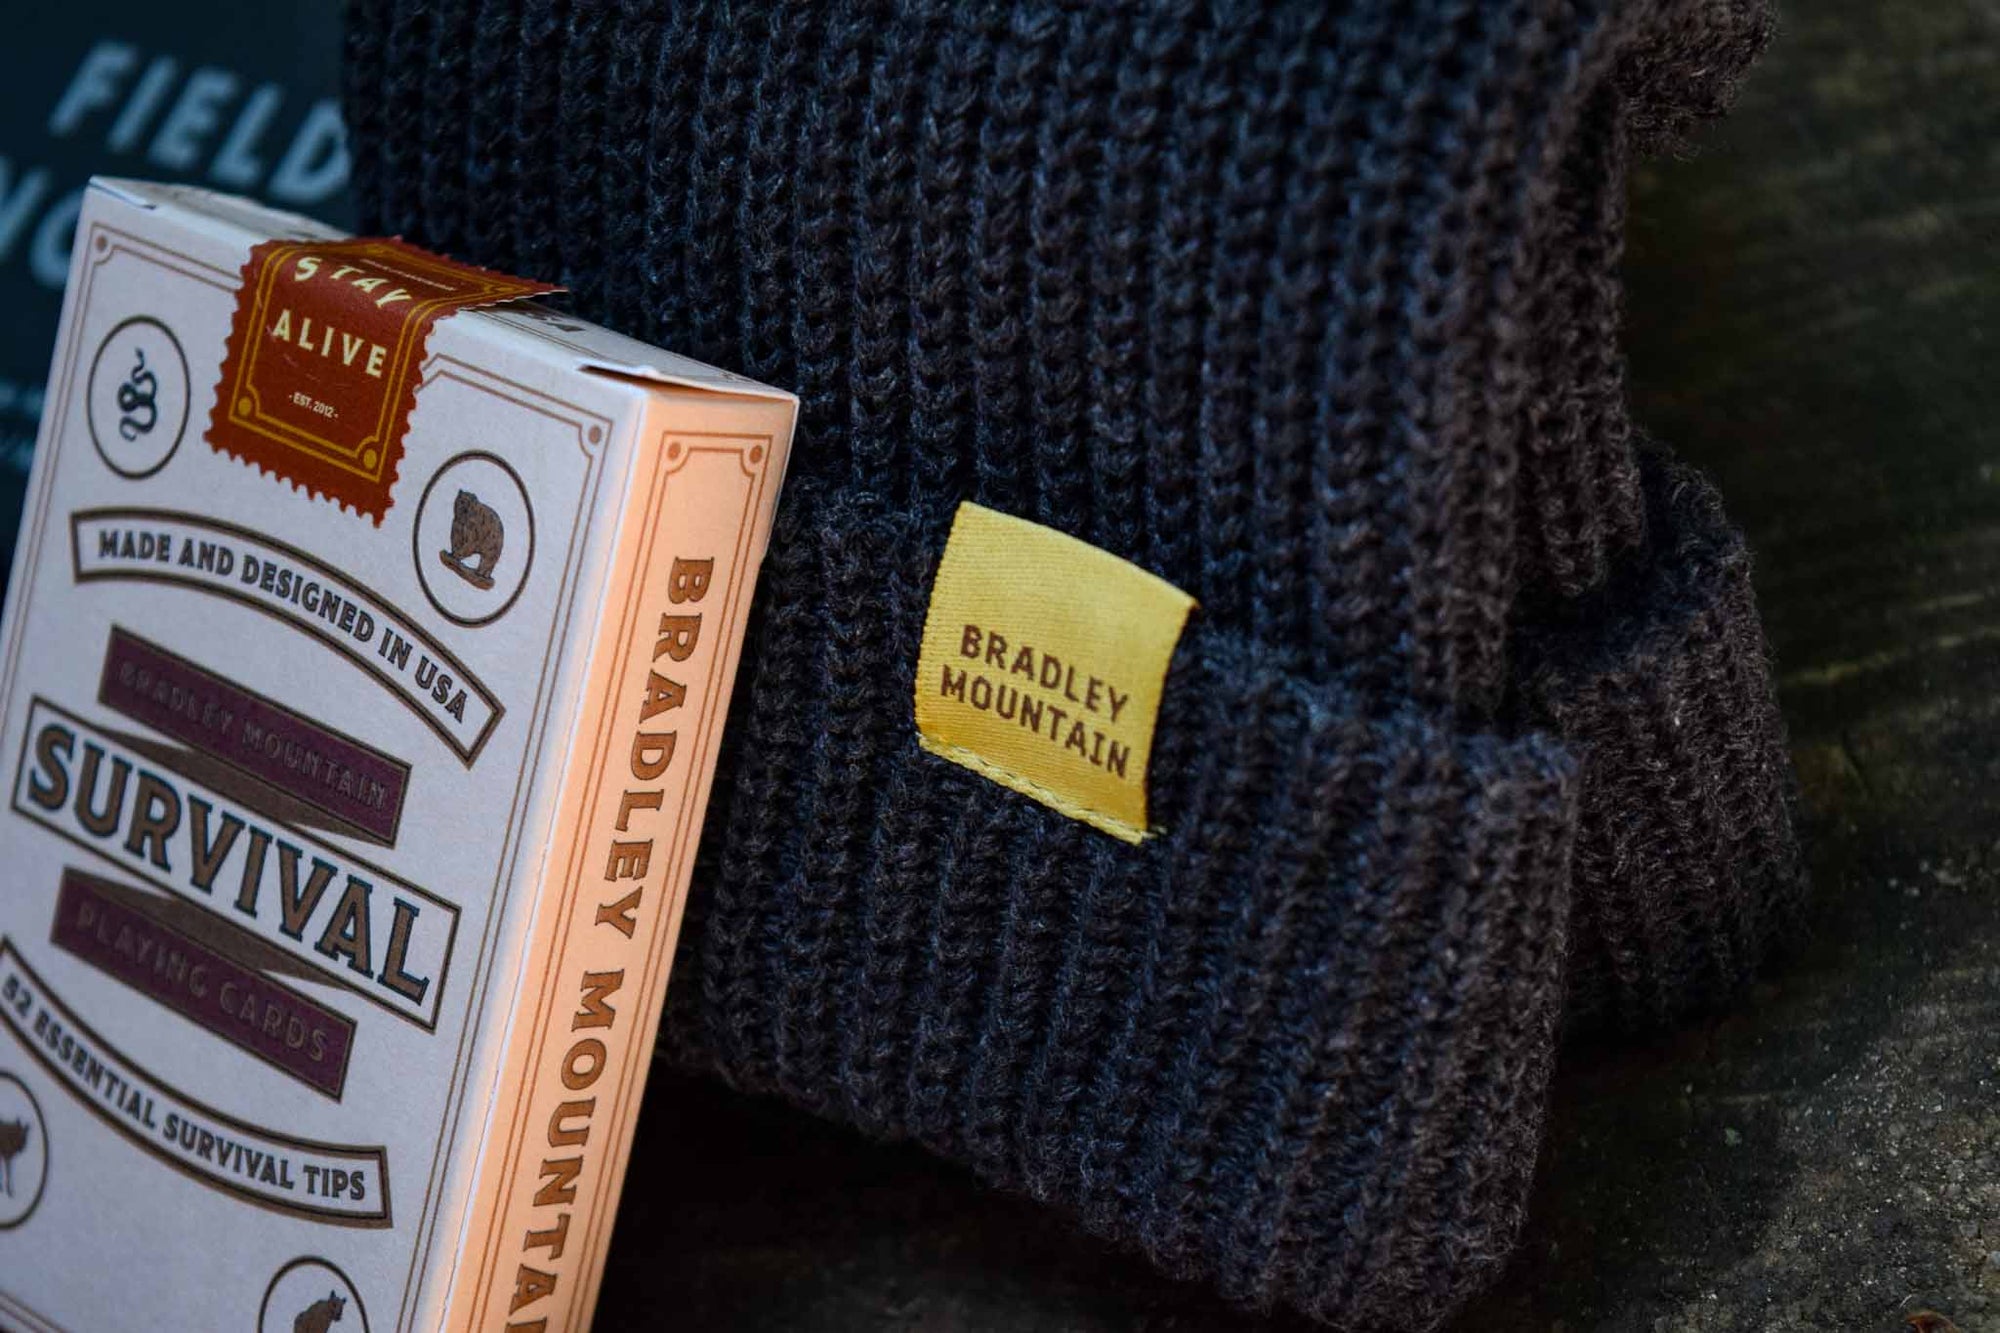 FIELD
STAY
ALIVE
- EST. 2012 -
MADE AND DESIGNED IN USA
BRADLEY MOUNTAIN
SURVIVAL
PLAYING CARDS
52 ESSENTIAL SURVIVAL TIPS
BRADLEY MOUNTAI
BRADLEY
MOUNTAIN